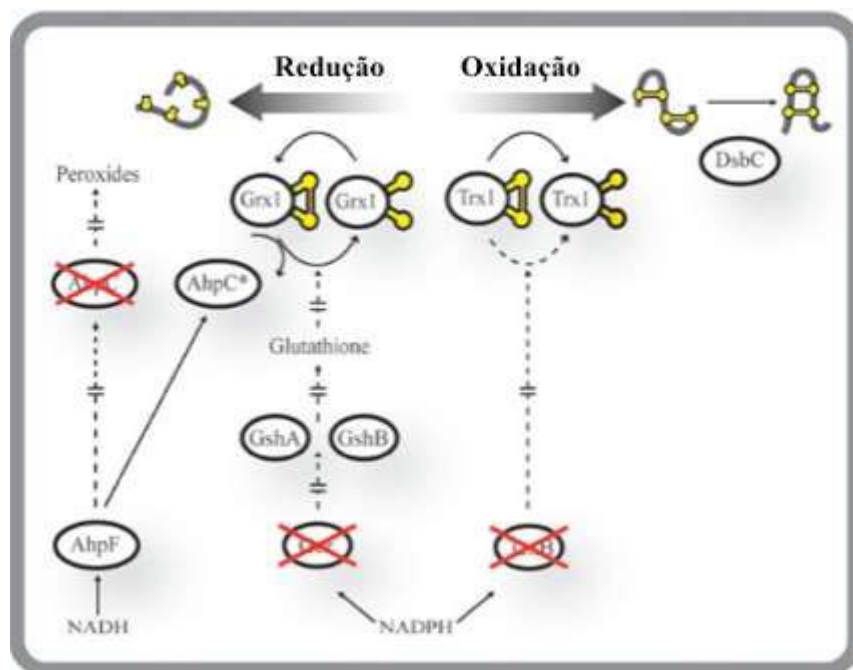 Redução
Oxidação
DsbC
Peroxides
Grx1
Grx1
Trx1
Trx1
AhpC*
Glutathione
GshA
GshB
AhpF
NADH
NADPH